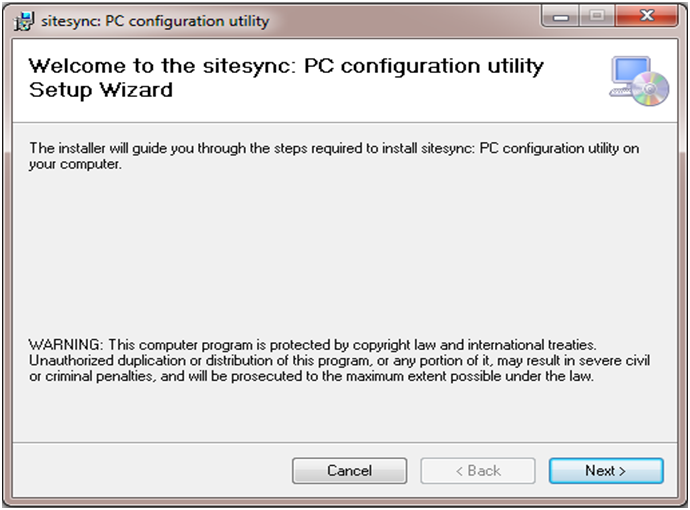 sitesync: PC configuration utility
Welcome to the sitesync: PC configuration utility
Setup Wizard
The installer will guide you through the steps required to install sitesync: PC configuration utility on
your computer.
WARNING: This computer program is protected by copyright law and international treaties.
Unauthorized duplication or distribution of this program, or any portion of it, may result in severe civil
or criminal penalties, and will be prosecuted to the maximum extent possible under the law.
Cancel < Back Next >